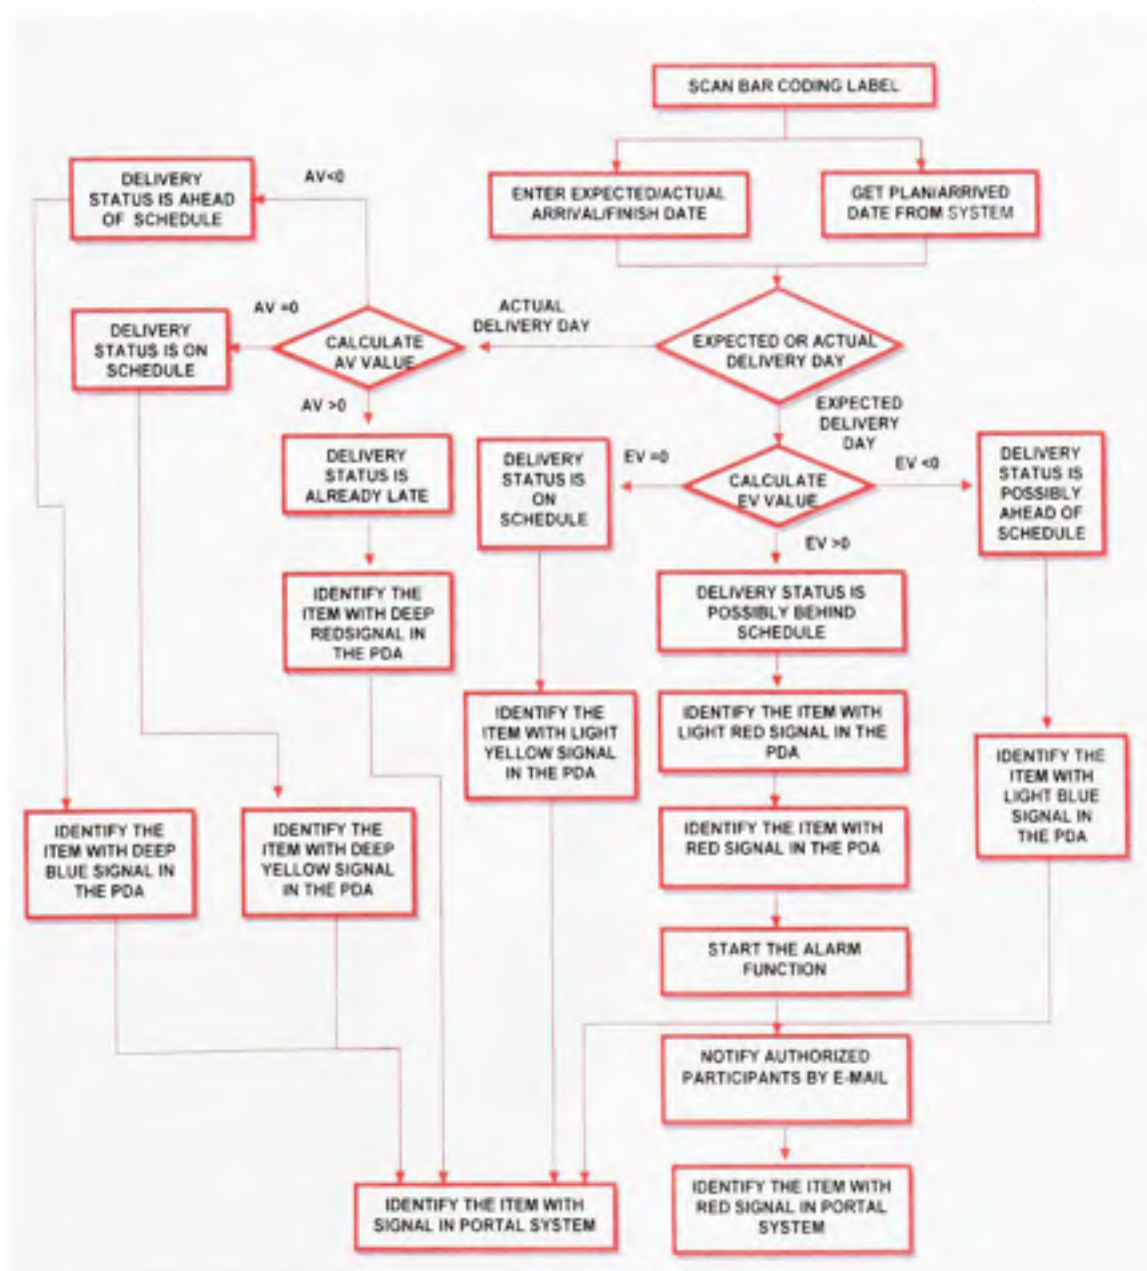 SCAN BAR CODING LABEL
ENTER EXPECTED/ACTUAL
ARRIVAL/FINISH DATE
GET PLAN/ARRIVED
DATE FROM SYSTEM
DELIVERY
STATUS IS AHEAD
OF SCHEDULE
AV<0
EXPECTED OR ACTUAL
DELIVERY DAY
ACTUAL
DELIVERY DAY
CALCULATE
AV VALUE
AV =0
DELIVERY
STATUS IS ON
SCHEDULE
AV >0
DELIVERY
STATUS IS
ALREADY LATE
EXPECTED
DELIVERY
DAY
CALCULATE
EV VALUE
EV =0
DELIVERY
STATUS IS
ON
SCHEDULE
EV <0
DELIVERY
STATUS IS
POSSIBLY
AHEAD OF
SCHEDULE
EV >0
DELIVERY STATUS IS
POSSIBLY BEHIND
SCHEDULE
IDENTIFY THE
ITEM WITH DEEP
REDSIGNAL IN
THE PDA
IDENTIFY THE
ITEM WITH LIGHT
YELLOW SIGNAL
IN THE PDA
IDENTIFY THE ITEM WITH
LIGHT RED SIGNAL IN THE
PDA
IDENTIFY THE
ITEM WITH
LIGHT BLUE
SIGNAL IN
THE PDA
IDENTIFY THE
ITEM WITH DEEP
BLUE SIGNAL IN
THE PDA
IDENTIFY THE
ITEM WITH DEEP
YELLOW SIGNAL
IN THE PDA
IDENTIFY THE ITEM WITH
RED SIGNAL IN THE PDA
START THE ALARM
FUNCTION
NOTIFY AUTHORIZED
PARTICIPANTS BY E-MAIL
IDENTIFY THE ITEM WITH
SIGNAL IN PORTAL SYSTEM
IDENTIFY THE ITEM WITH
RED SIGNAL IN PORTAL
SYSTEM